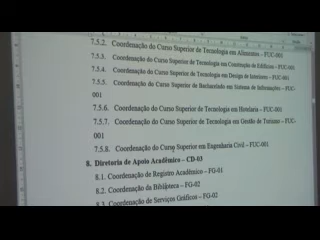 7.5.2. Coordenação do Curso Superior de Tecnologia em Alimentos – FUC-001
7.5.3. Coordenação do Curso Superior de Tecnologia em Construção de Edifícios – FUC-001
7.5.4. Coordenação do Curso Superior de Tecnologia em Design de Interiores – FUC-001
7.5.5. Coordenação do Curso Superior de Bacharelado em Sistema de Informações – FUC-
001
7.5.6. Coordenação do Curso Superior de Tecnologia em Hotelaria – FUC-001
7.5.7. Coordenação do Curso Superior de Tecnologia em Gestão de Turismo – FUC-
001
7.5.8. Coordenação do Curso Superior em Engenharia Civil – FUC-001
8. Diretoria de Apoio Acadêmico – CD-03
8.1. Coordenação de Registro Acadêmico – FG-01
8.2. Coordenação da Biblioteca – FG-02
8.3. Coordenação de Serviços Gráficos – FG-02